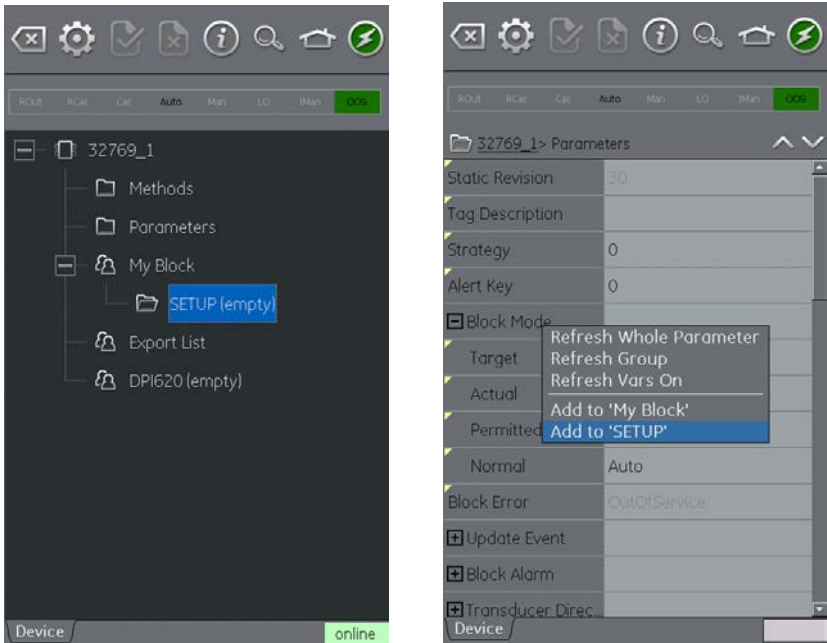 ROut RCas Cas Auto Man LO IMan OOS
32769_1
Methods
Parameters
My Block
SETUP (empty)
Export List
DPI620 (empty)
Device
online
ROut RCas Cas Auto Man LO IMan OOS
32769_1> Parameters
Static Revision 30
Tag Description
Strategy 0
Alert Key 0
Block Mode
Target
Actual
Permitted
Normal Auto
Block Error OutOfService
Update Event
Block Alarm
Transducer Direc...
Refresh Whole Parameter
Refresh Group
Refresh Vars On
Add to 'My Block'
Add to 'SETUP'
Device